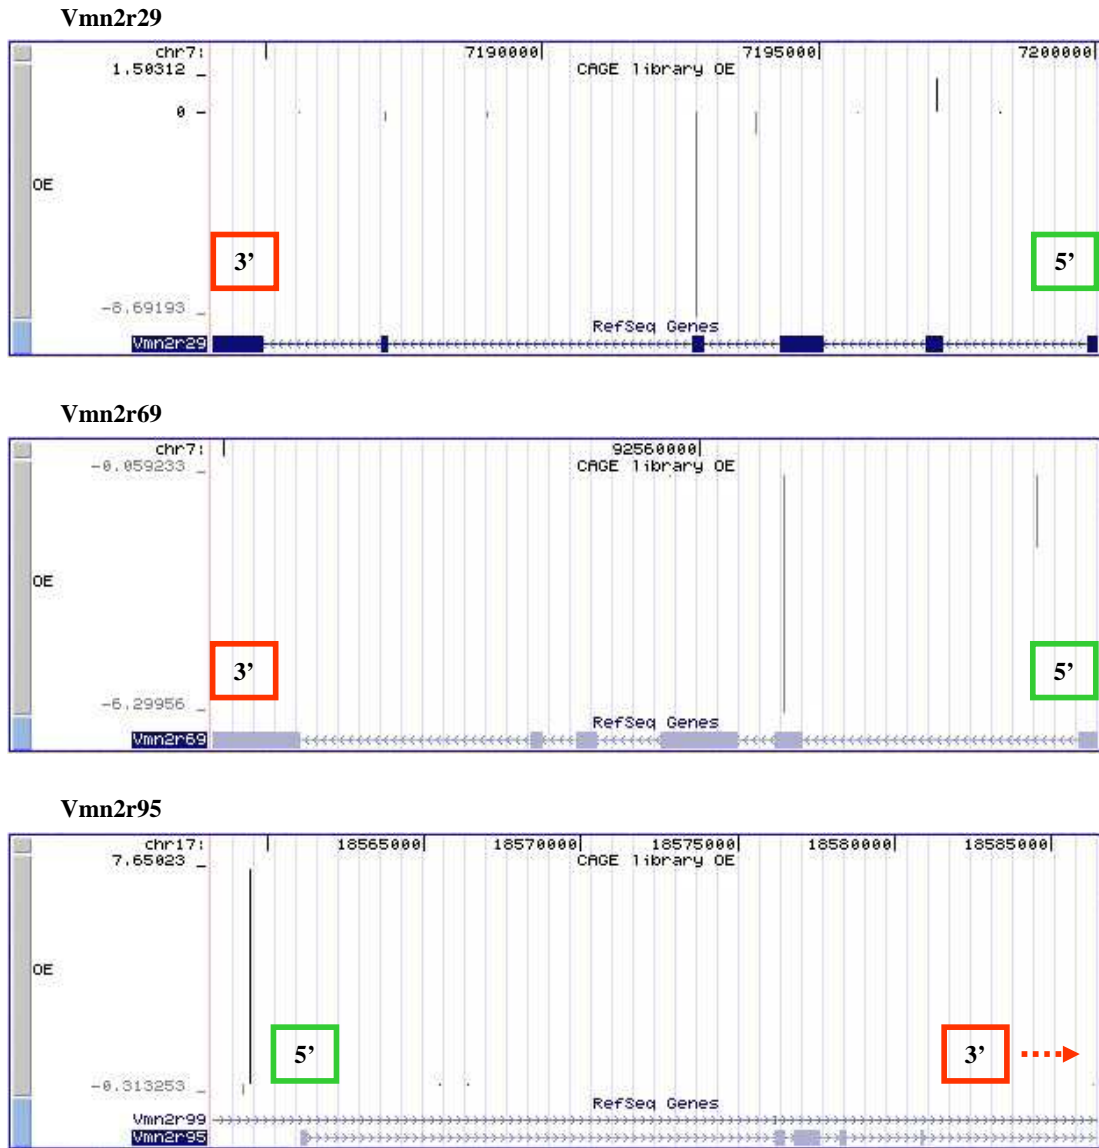 Vmn2r29
chr7: 7190000 7195000 7200000
1.50312 CAGE library OE
0
OE
3’ 5’
-8.69193
RefSeq Genes
Vmn2r29
Vmn2r69
chr7: 92560000
-0.059233 CAGE library OE
OE
3’ 5’
-6.29956
RefSeq Genes
Vmn2r69
Vmn2r95
chr17: 18565000 18570000 18575000 18580000 18585000
7.65023 CAGE library OE
OE
5’ 3’
-0.313253
RefSeq Genes
Vmn2r99
Vmn2r95